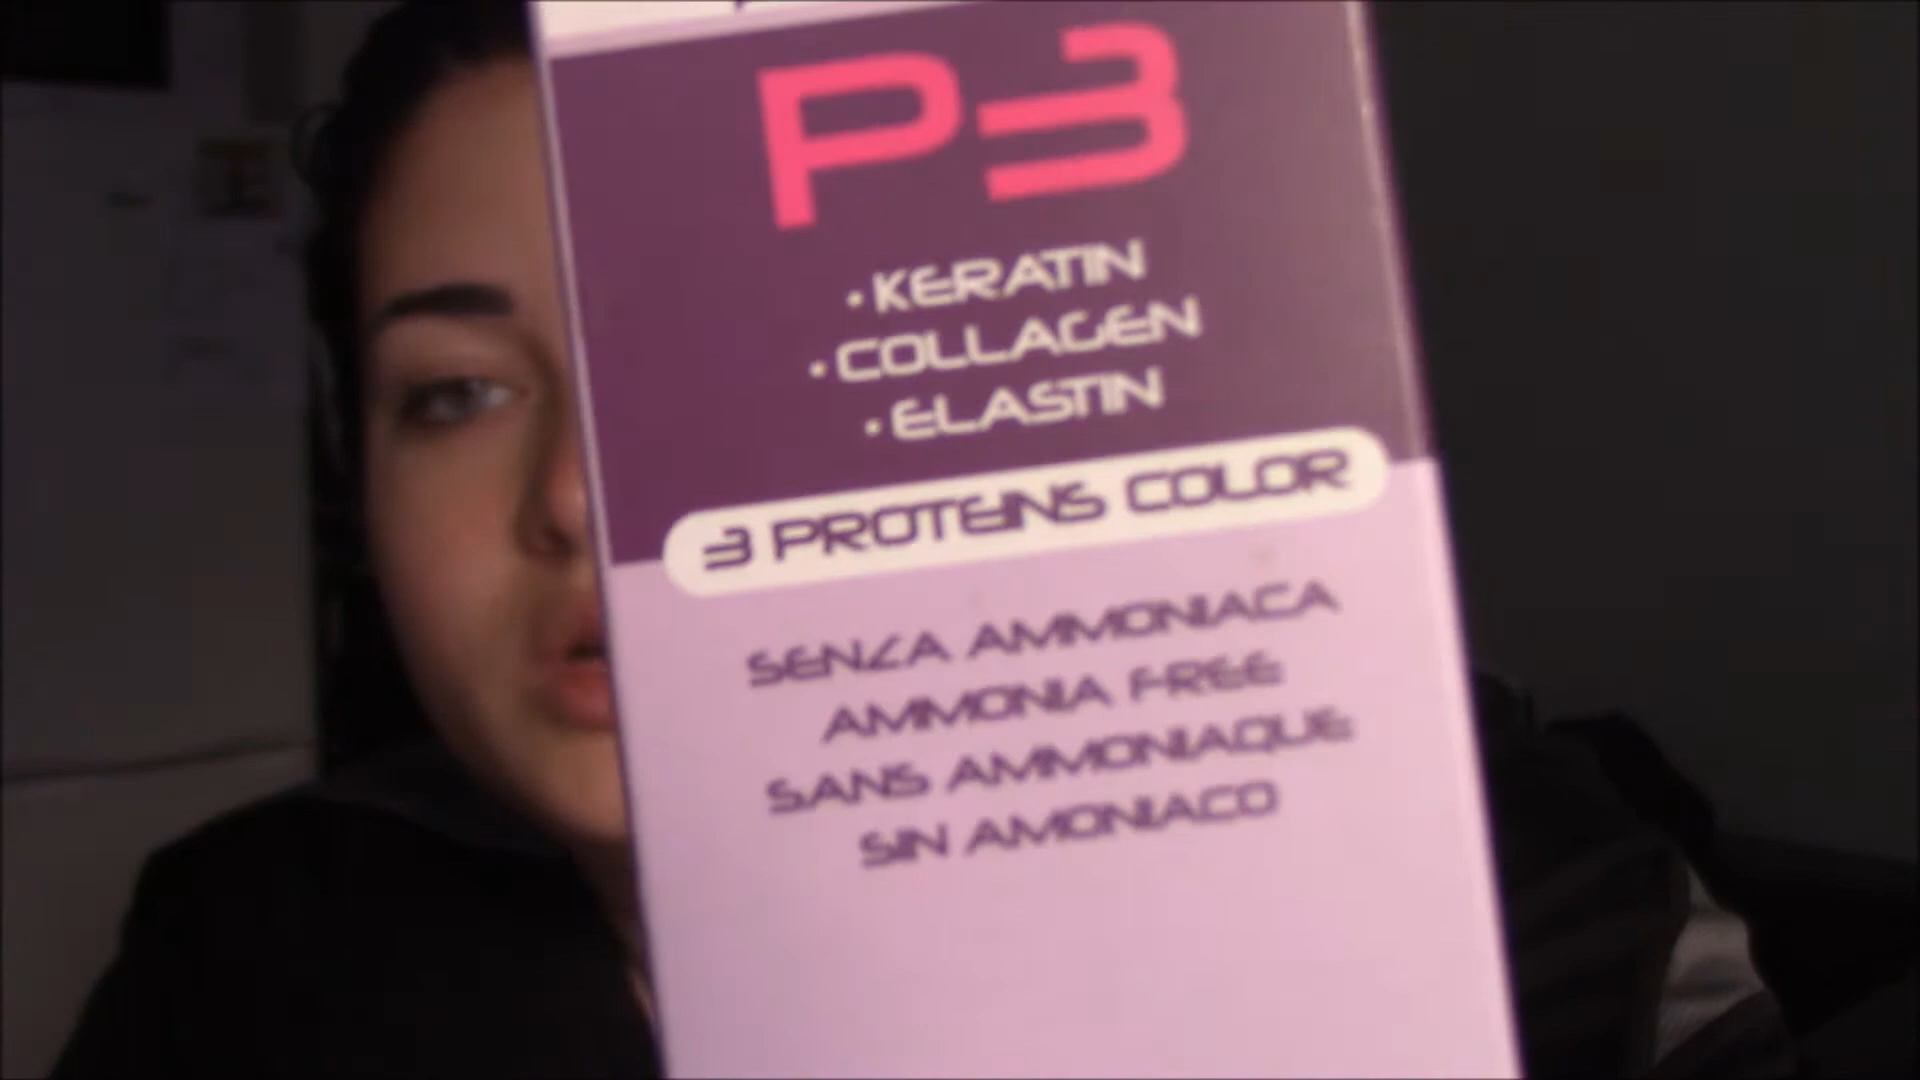 P3
• KERATIN
• COLLAGEN
• ELASTIN
3 PROTEINS COLOR
SENZA AMMONIACA
AMMONIA FREE
SANS AMMONIAQUE
SIN AMONIACO